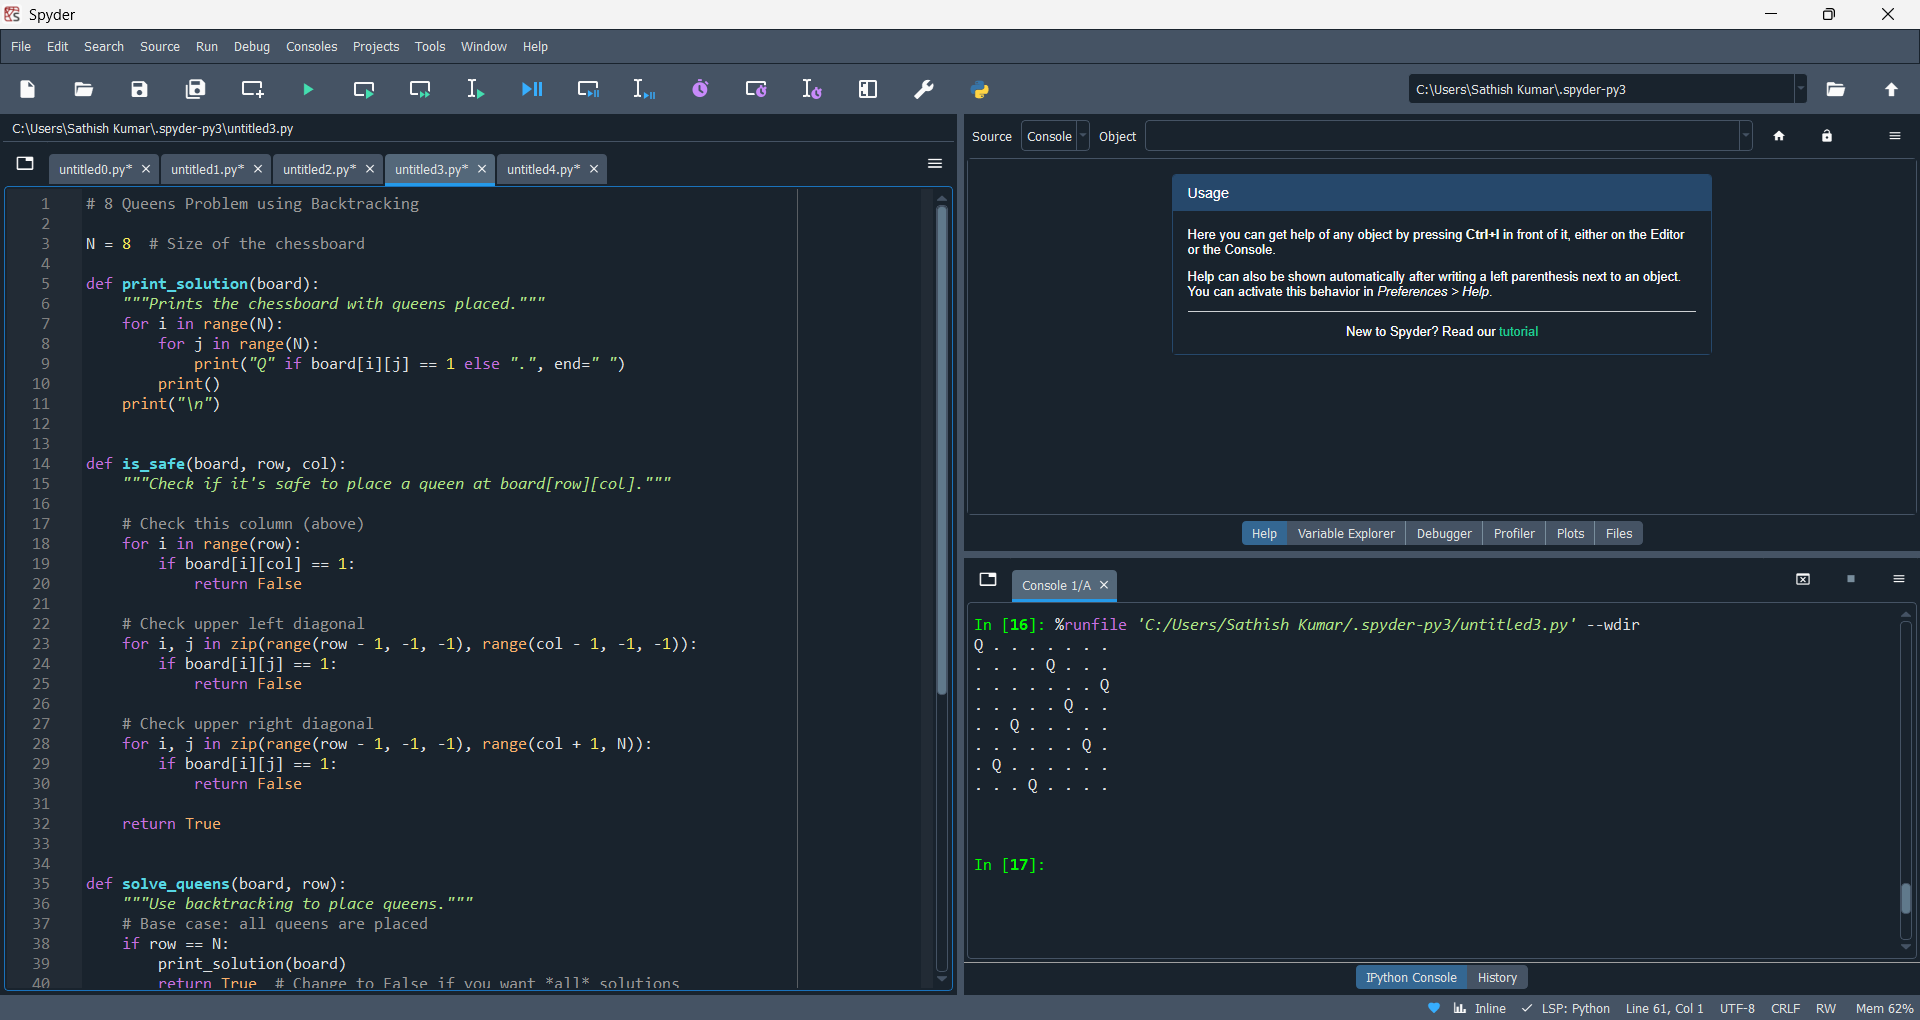 Spyder
File Edit Search Source Run Debug Consoles Projects Tools Window Help
C:\Users\Sathish Kumar\.spyder-py3
C:\Users\Sathish Kumar\.spyder-py3\untitled3.py
untitled0.py* untitled1.py* untitled2.py* untitled3.py* untitled4.py*
1 # 8 Queens Problem using Backtracking
2
3 N = 8  # Size of the chessboard
4
5 def print_solution(board):
6     """Prints the chessboard with queens placed."""
7     for i in range(N):
8         for j in range(N):
9             print("Q" if board[i][j] == 1 else ".", end=" ")
10         print()
11     print("\n")
12
13
14 def is_safe(board, row, col):
15     """Check if it's safe to place a queen at board[row][col]."""
16
17     # Check this column (above)
18     for i in range(row):
19         if board[i][col] == 1:
20             return False
21
22     # Check upper left diagonal
23     for i, j in zip(range(row - 1, -1, -1), range(col - 1, -1, -1)):
24         if board[i][j] == 1:
25             return False
26
27     # Check upper right diagonal
28     for i, j in zip(range(row - 1, -1, -1), range(col + 1, N)):
29         if board[i][j] == 1:
30             return False
31
32     return True
33
34
35 def solve_queens(board, row):
36     """Use backtracking to place queens."""
37     # Base case: all queens are placed
38     if row == N:
39         print_solution(board)
40         return True  # Change to False if you want *all* solutions
Source Console Object
Usage
Here you can get help of any object by pressing Ctrl+I in front of it, either on the Editor
or the Console.
Help can also be shown automatically after writing a left parenthesis next to an object.
You can activate this behavior in Preferences > Help.
New to Spyder? Read our tutorial
Help Variable Explorer Debugger Profiler Plots Files
Console 1/A
In [16]: %runfile 'C:/Users/Sathish Kumar/.spyder-py3/untitled3.py' --wdir
Q . . . . . . .
. . . . Q . . .
. . . . . . . Q
. . . . . Q . .
. . Q . . . . .
. . . . . . Q .
. Q . . . . . .
. . . Q . . . .
In [17]:
IPython Console History
Inline LSP: Python Line 61, Col 1 UTF-8 CRLF RW Mem 62%